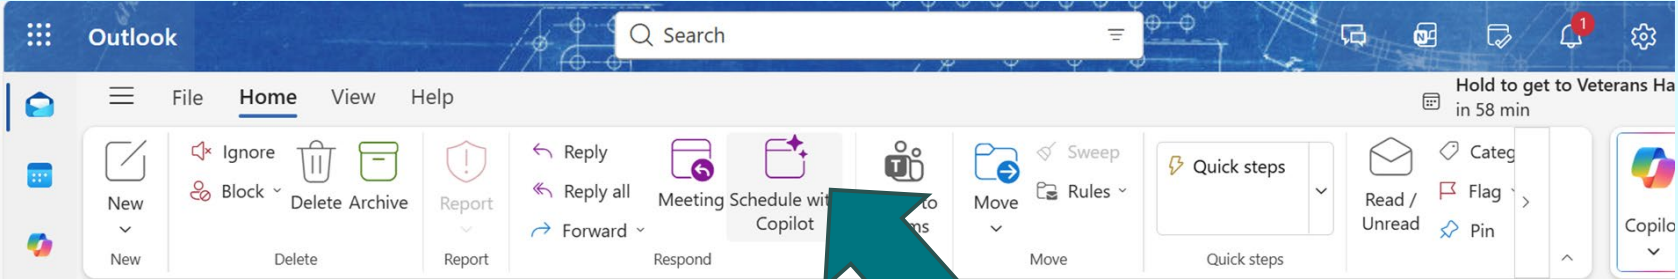 Outlook
Search
1
File Home View Help
Hold to get to Veterans Ha
in 58 min
New
New
Ignore
Block
Delete
Archive
Delete
Report
Report
Reply
Reply all
Forward
Meeting
Schedule wit
Copilot
Respond
to
ms
Move
Sweep
Rules
Move
Quick steps
Quick steps
Read /
Unread
Categ
Flag
Pin
Copilo